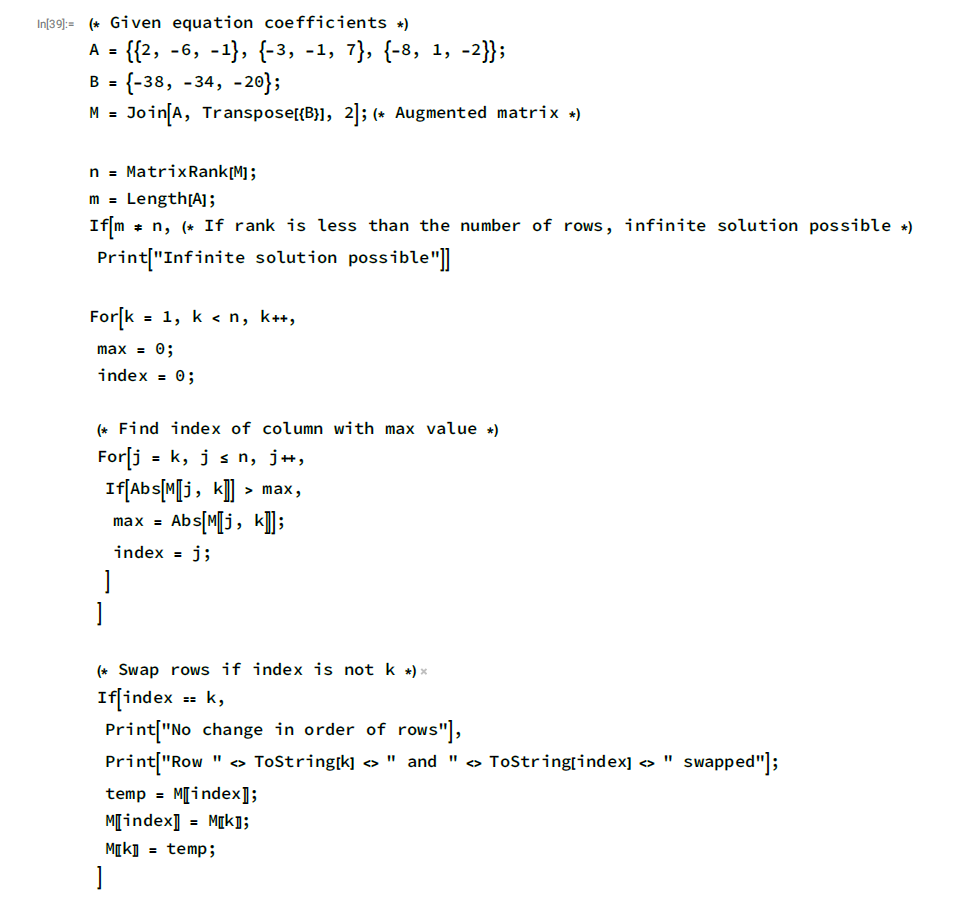 In[39]:= (* Given equation coefficients *)
A = {{2, -6, -1}, {-3, -1, 7}, {-8, 1, -2}};
B = {-38, -34, -20};
M = Join[A, Transpose[{B}], 2]; (* Augmented matrix *)
n = MatrixRank[M];
m = Length[A];
If[m ≠ n, (* If rank is less than the number of rows, infinite solution possible *)
Print["Infinite solution possible"]]
For[k = 1, k < n, k++,
max = 0;
index = 0;
(* Find index of column with max value *)
For[j = k, j ≤ n, j++,
If[Abs[M⟦j, k⟧] > max,
max = Abs[M⟦j, k⟧];
index = j;
]
]
(* Swap rows if index is not k *) ×
If[index == k,
Print["No change in order of rows"],
Print["Row " <> ToString[k] <> " and " <> ToString[index] <> " swapped"];
temp = M⟦index⟧;
M⟦index⟧ = M⟦k⟧;
M⟦k⟧ = temp;
]